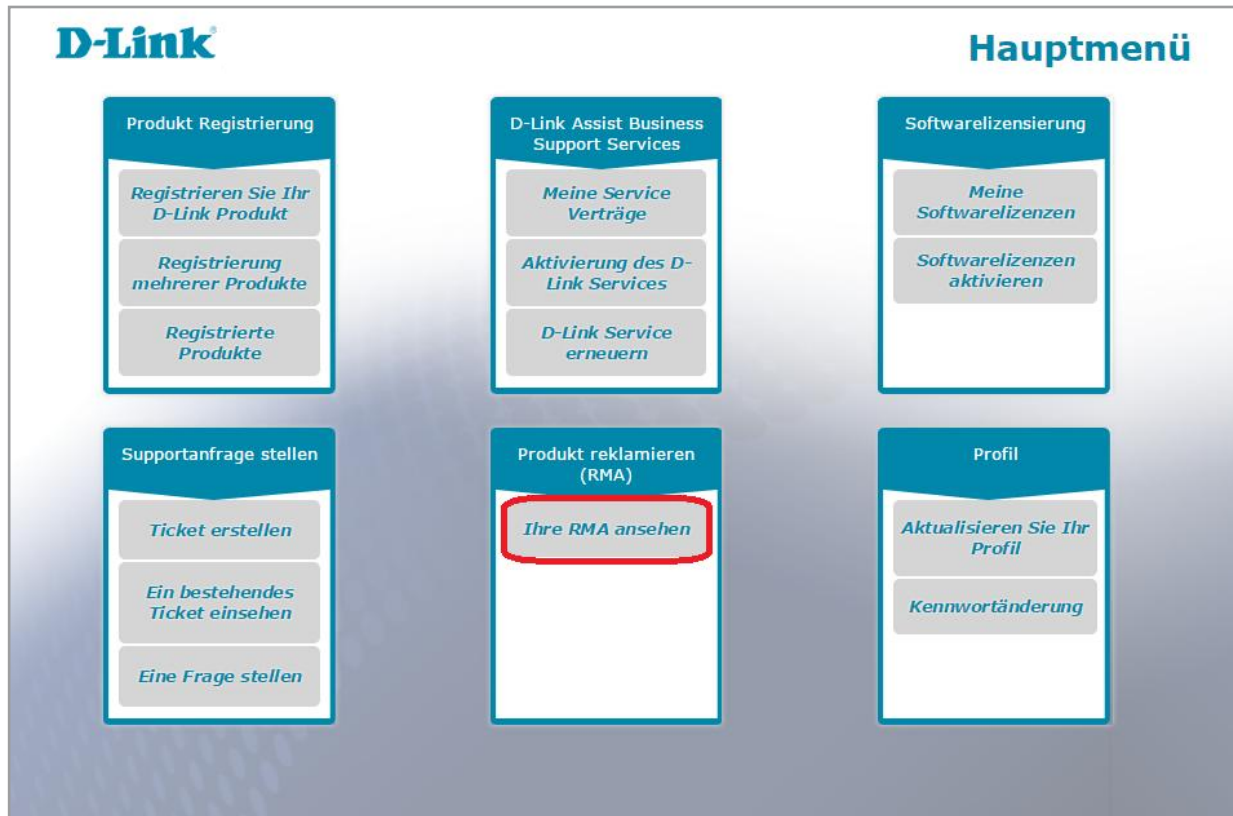 D-Link
Hauptmenü
Produkt Registrierung
Registrieren Sie Ihr
D-Link Produkt
Registrierung
mehrerer Produkte
Registrierte
Produkte
D-Link Assist Business
Support Services
Meine Service
Verträge
Aktivierung des D-
Link Services
D-Link Service
erneuern
Softwarelizensierung
Meine
Softwarelizenzen
Softwarelizenzen
aktivieren
Supportanfrage stellen
Ticket erstellen
Ein bestehendes
Ticket einsehen
Eine Frage stellen
Produkt reklamieren
(RMA)
Ihre RMA ansehen
Profil
Aktualisieren Sie Ihr
Profil
Kennwortänderung